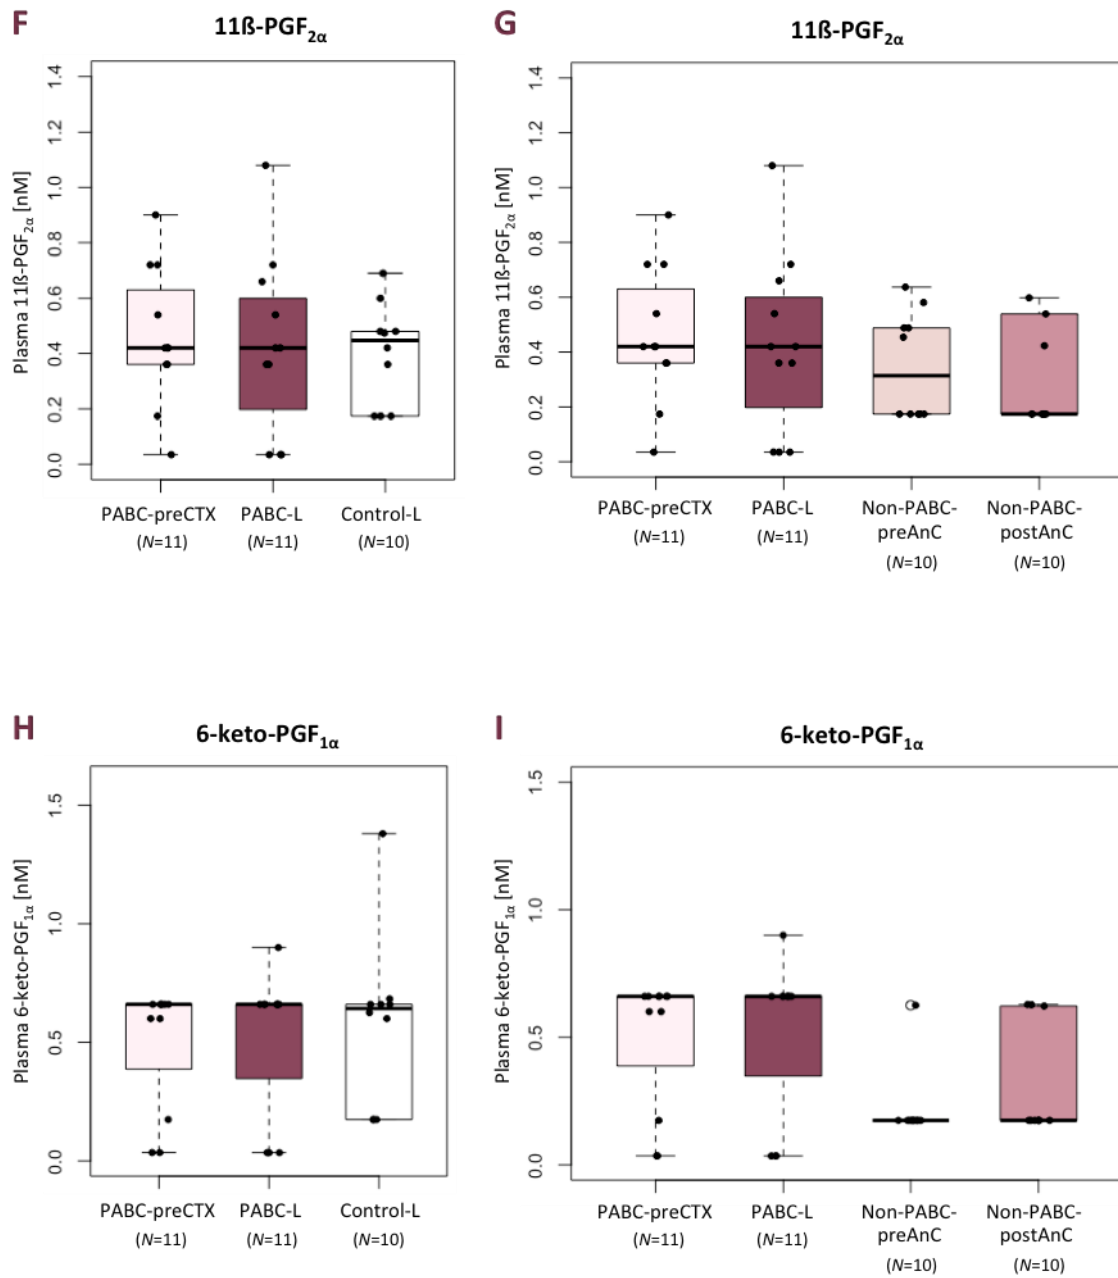 F
11ß-PGF2α
Plasma 11ß-PGF2α [nM]
1.4
1.2
1.0
0.8
0.6
0.4
0.2
0.0
PABC-preCTX PABC-L Control-L
(N=11) (N=11) (N=10)
G
11ß-PGF2α
Plasma 11ß-PGF2α [nM]
1.4
1.2
1.0
0.8
0.6
0.4
0.2
0.0
PABC-preCTX PABC-L Non-PABC- Non-PABC-
preAnC postAnC
(N=11) (N=11) (N=10) (N=10)
H
6-keto-PGF1α
Plasma 6-keto-PGF1α [nM]
1.5
1.0
0.5
0.0
PABC-preCTX PABC-L Control-L
(N=11) (N=11) (N=10)
I
6-keto-PGF1α
Plasma 6-keto-PGF1α [nM]
1.5
1.0
0.5
0.0
PABC-preCTX PABC-L Non-PABC- Non-PABC-
preAnC postAnC
(N=11) (N=11) (N=10) (N=10)